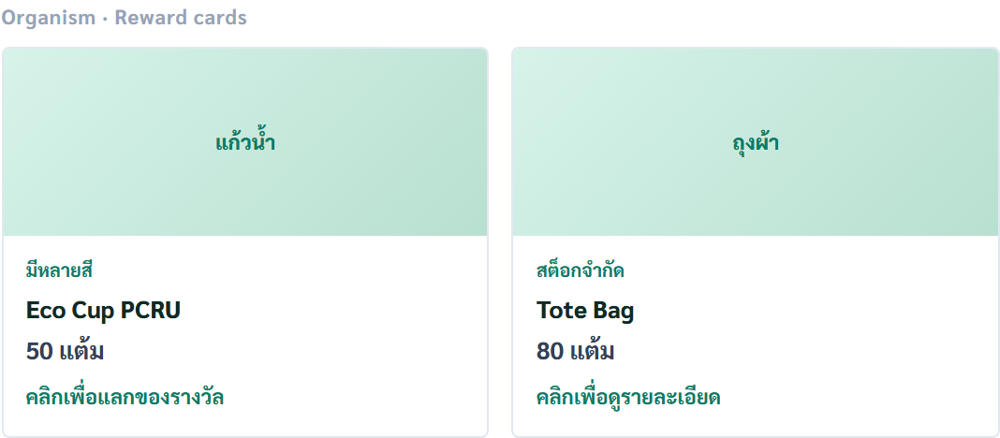 Organism · Reward cards
แก้วน้ำ
มีหลายสี
Eco Cup PCRU
50 แต้ม
คลิกเพื่อแลกของรางวัล
ถุงผ้า
สต็อกจำกัด
Tote Bag
80 แต้ม
คลิกเพื่อดูรายละเอียด